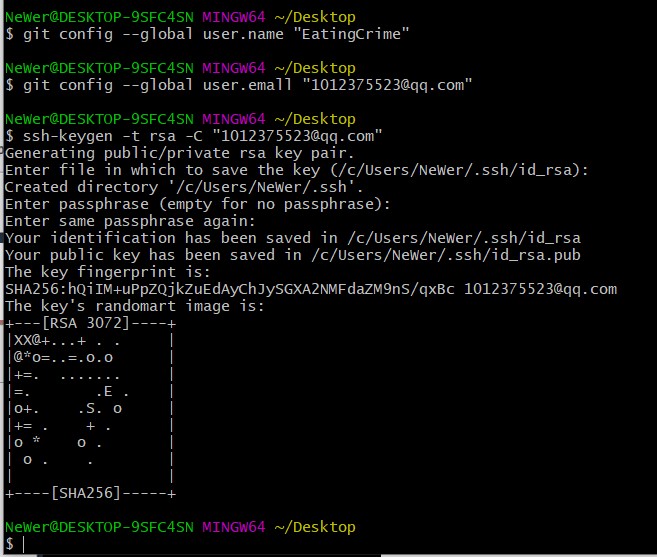 NeWer@DESKTOP-9SFC4SN MINGW64 ~/Desktop
$ git config --global user.name "EatingCrime"
NeWer@DESKTOP-9SFC4SN MINGW64 ~/Desktop
$ git config --global user.emall "1012375523@qq.com"
NeWer@DESKTOP-9SFC4SN MINGW64 ~/Desktop
$ ssh-keygen -t rsa -C "1012375523@qq.com"
Generating public/private rsa key pair.
Enter file in which to save the key (/c/Users/NeWer/.ssh/id_rsa):
Created directory '/c/Users/NeWer/.ssh'.
Enter passphrase (empty for no passphrase):
Enter same passphrase again:
Your identification has been saved in /c/Users/NeWer/.ssh/id_rsa
Your public key has been saved in /c/Users/NeWer/.ssh/id_rsa.pub
The key fingerprint is:
SHA256:hQiIM+uPpZQjkZuEdAyChJySGXA2NMFdaZM9nS/qxBc 1012375523@qq.com
The key's randomart image is:
+---[RSA 3072]----+
|XX@+...+ . .     |
|@*o=..=.o.o      |
|+=.  .......     |
|=.       .E .    |
|o+.    .S. o     |
|+= .    + .      |
|o *    o .       |
| o .    .        |
|                 |
+----[SHA256]-----+
NeWer@DESKTOP-9SFC4SN MINGW64 ~/Desktop
$